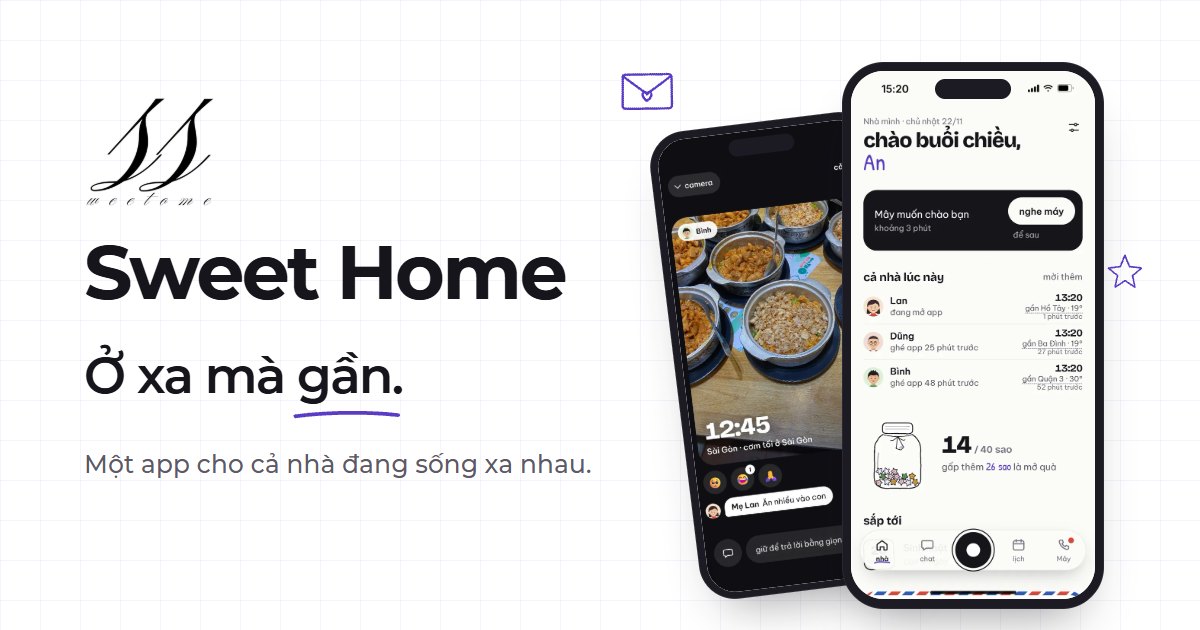 SS
weetome
Sweet Home
Ở xa mà gần.
Một app cho cả nhà đang sống xa nhau.
camera
Bình
12:45
Sài Gòn · cơm tối ở Sài Gòn
1
Mẹ Lan Ăn nhiều vào con
giữ để trả lời bằng giọn
15:20
Nhà mình · chủ nhật 22/11
chào buổi chiều,
An
Mây muốn chào bạn
khoảng 3 phút
nghe máy
để sau
cả nhà lúc này
mời thêm
Lan
đang mở app
13:20
gần Hồ Tây · 19°
1 phút trước
Dũng
ghé app 25 phút trước
13:20
gần Ba Đình · 19°
27 phút trước
Bình
ghé app 48 phút trước
13:20
gần Quận 3 · 30°
52 phút trước
14 / 40 sao
gấp thêm 26 sao là mở quà
sắp tới
nhà
chat
lịch
Mây